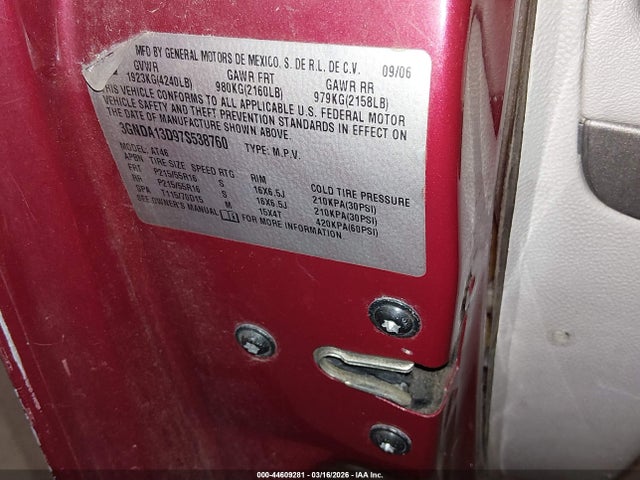 MFD BY GENERAL MOTORS DE MEXICO, S. DE R.L. DE C.V. 09/06
GVWR GAWR FRT GAWR RR
1923KG(4240LB) 980KG(2160LB) 979KG(2158LB)
THIS VEHICLE CONFORMS TO ALL APPLICABLE U.S. FEDERAL MOTOR
VEHICLE SAFETY AND THEFT PREVENTION STANDARDS IN EFFECT ON
THE DATE OF MANUFACTURE SHOWN ABOVE.
3GNDA13D97S538760 TYPE: M.P.V.
MODEL: AT46
APBN TIRE SIZE SPEED RTG RIM COLD TIRE PRESSURE
FRT P215/55R16 S 16X6.5J 210KPA(30PSI)
RR P215/55R16 S 16X6.5J 210KPA(30PSI)
SPA T115/70D15 M 15X4T 420KPA(60PSI)
SEE OWNER'S MANUAL FOR MORE INFORMATION
000-44609281 - 03/16/2026 - IAA Inc.